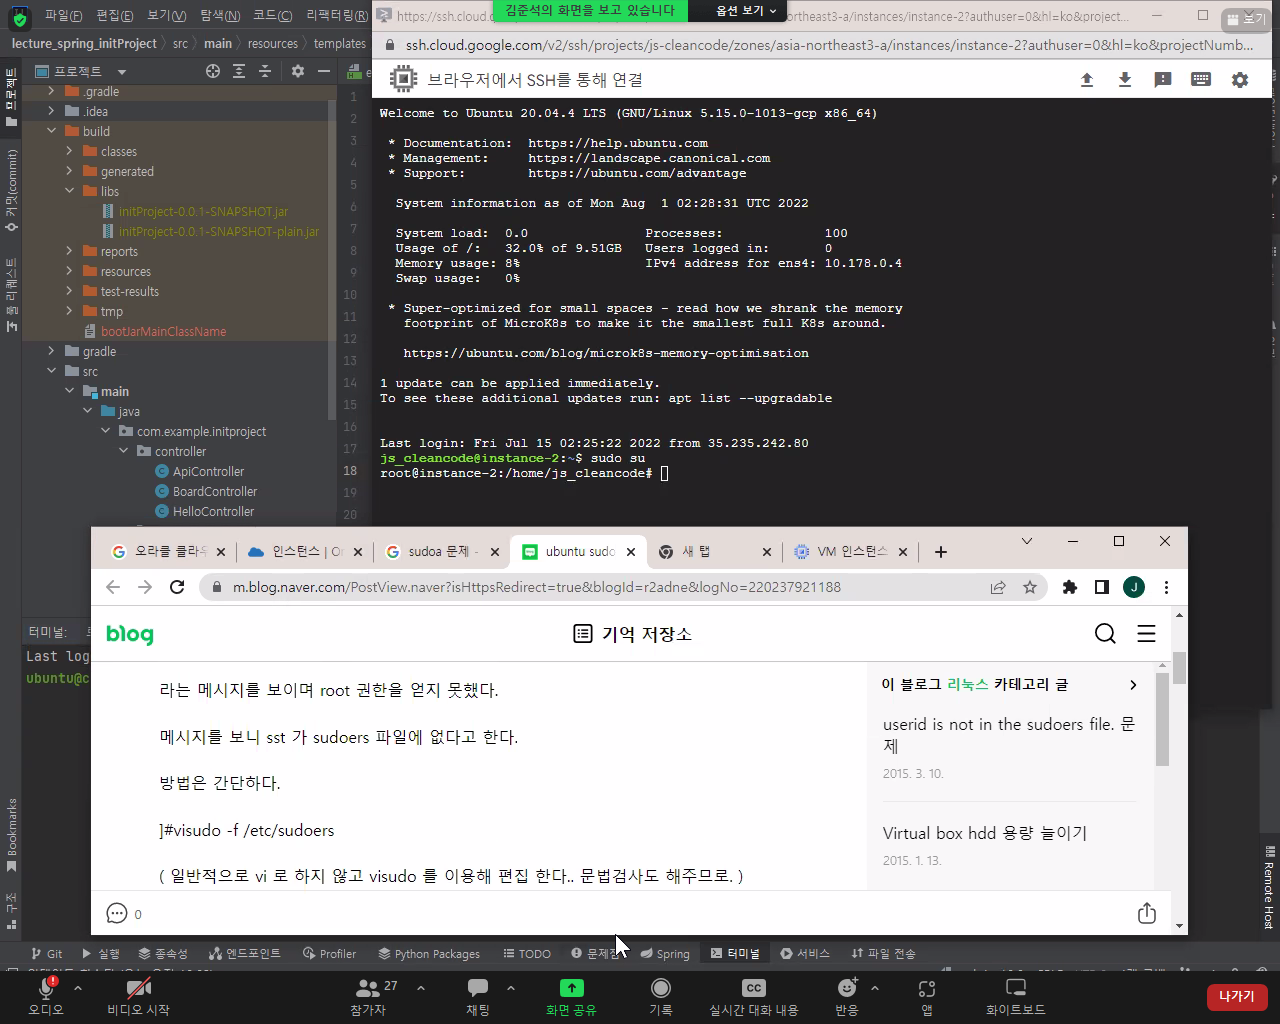 파일(F) 편집(E) 보기(V) 탐색(N) 코드(C) 리팩터링(R)
lecture_spring_initProject > src > main > resources > templates
프로젝트
.gradle
.idea
build
classes
generated
libs
initProject-0.0.1-SNAPSHOT.jar
initProject-0.0.1-SNAPSHOT-plain.jar
reports
resources
test-results
tmp
bootJarMainClassName
gradle
src
main
java
com.example.initproject
controller
ApiController
BoardController
HelloController
프로젝트
커밋(commit)
풀 리퀘스트
Bookmarks
구조
1
2
3
4
5
6
7
8
9
10
11
12
13
14
15
16
17
18
19
20
터미널:
Last log
ubuntu@c
김준석의 화면을 보고 있습니다
옵션 보기
보기
https://ssh.cloud.c
northeast3-a/instances/instance-2?authuser=0&hl=ko&project...
ssh.cloud.google.com/v2/ssh/projects/js-cleancode/zones/asia-northeast3-a/instances/instance-2?authuser=0&hl=ko&projectNumb...
브라우저에서 SSH를 통해 연결
Welcome to Ubuntu 20.04.4 LTS (GNU/Linux 5.15.0-1013-gcp x86_64)
* Documentation: https://help.ubuntu.com
* Management: https://landscape.canonical.com
* Support: https://ubuntu.com/advantage
System information as of Mon Aug 1 02:28:31 UTC 2022
System load: 0.0 Processes: 100
Usage of /: 32.0% of 9.51GB Users logged in: 0
Memory usage: 8% IPv4 address for ens4: 10.178.0.4
Swap usage: 0%
* Super-optimized for small spaces - read how we shrank the memory
footprint of MicroK8s to make it the smallest full K8s around.
https://ubuntu.com/blog/microk8s-memory-optimisation
1 update can be applied immediately.
To see these additional updates run: apt list --upgradable
Last login: Fri Jul 15 02:25:22 2022 from 35.235.242.80
js_cleancode@instance-2:~$ sudo su
root@instance-2:/home/js_cleancode#
오라클 클라우 인스턴스 | Or sudoa 문제 - ubuntu sudo 새 탭 VM 인스턴스
m.blog.naver.com/PostView.naver?isHttpsRedirect=true&blogId=r2adne&logNo=220237921188
J
blog
기억 저장소
라는 메시지를 보이며 root 권한을 얻지 못했다.
메시지를 보니 sst 가 sudoers 파일에 없다고 한다.
방법은 간단하다.
]#visudo -f /etc/sudoers
( 일반적으로 vi 로 하지 않고 visudo 를 이용해 편집 한다.. 문법검사도 해주므로. )
이 블로그 리눅스 카테고리 글
userid is not in the sudoers file. 문
제
2015. 3. 10.
Virtual box hdd 용량 늘이기
2015. 1. 13.
0
Remote Host
Git 실행 종속성 엔드포인트 Profiler Python Packages TODO 문제점 Spring 터미널 서비스 파일 전송
오디오 비디오 시작 참가자 27 채팅 화면 공유 기록 실시간 대화 내용 반응 앱 화이트보드 나가기
CC